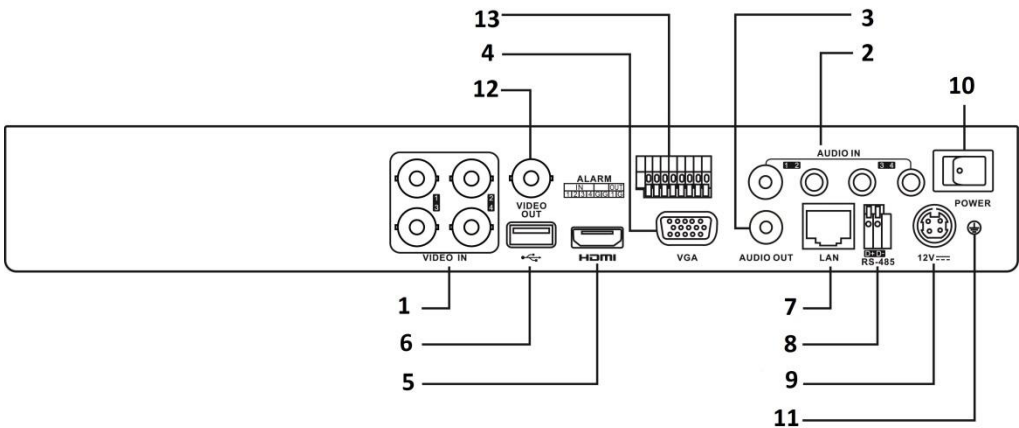 13
3
4
2
12
10
AUDIO IN
1 2
3 4
ALARM
IN OUT
1 2 3 4 G G 1 G
VIDEO
OUT
1
3
2
4
POWER
VIDEO IN
HDMI
VGA
AUDIO OUT
LAN
D+ D-
RS-485
12V
1
7
6
8
5
9
11